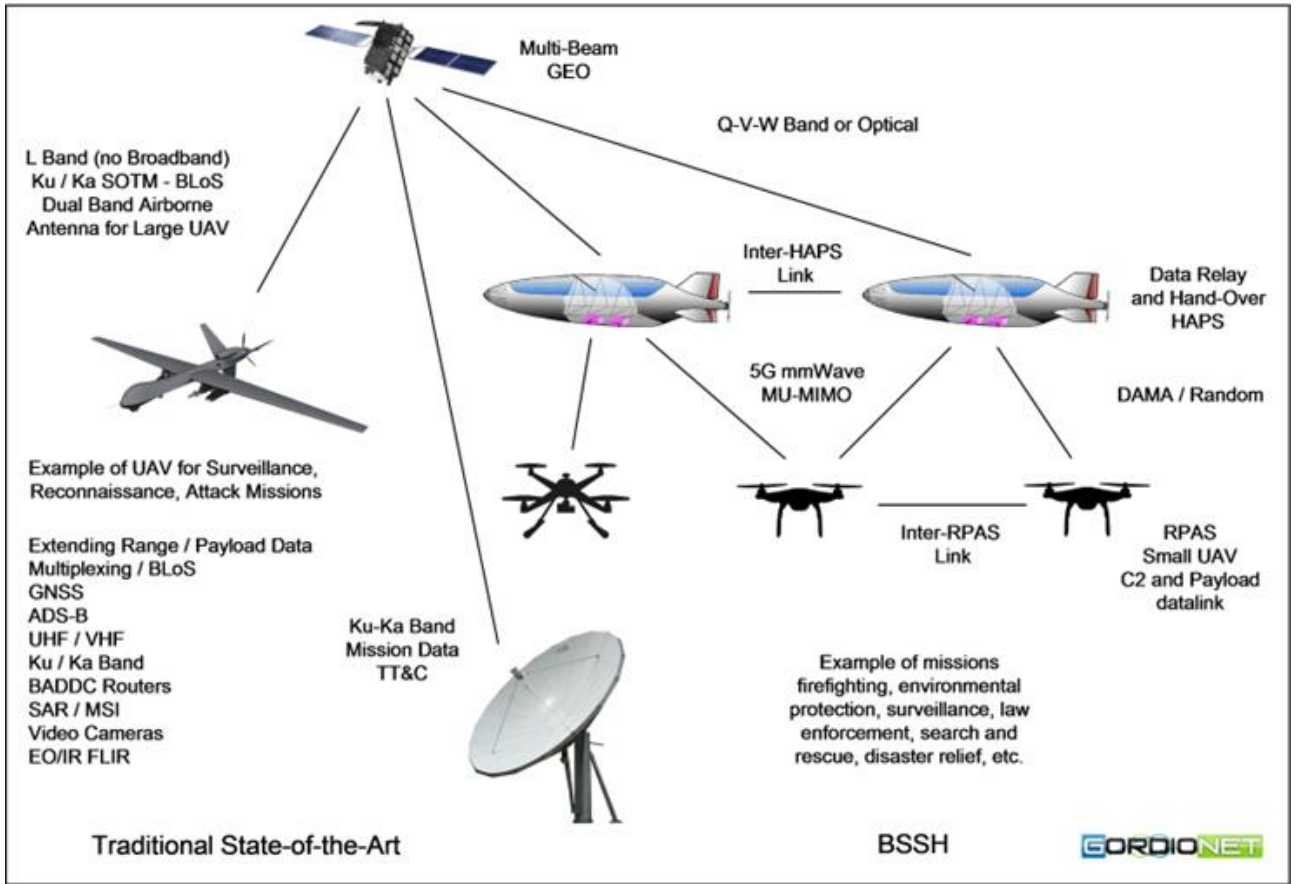 Multi-Beam
GEO
Q-V-W Band or Optical
L Band (no Broadband)
Ku / Ka SOTM - BLoS
Dual Band Airborne
Antenna for Large UAV
Inter-HAPS
Link
Data Relay
and Hand-Over
HAPS
5G mmWave
MU-MIMO
DAMA / Random
Example of UAV for Surveillance,
Reconnaissance, Attack Missions
Extending Range / Payload Data
Multiplexing / BLoS
GNSS
ADS-B
UHF / VHF
Ku / Ka Band
BADDC Routers
SAR / MSI
Video Cameras
EO/IR FLIR
Inter-RPAS
Link
RPAS
Small UAV
C2 and Payload
datalink
Ku-Ka Band
Mission Data
TT&C
Example of missions
firefighting, environmental
protection, surveillance, law
enforcement, search and
rescue, disaster relief, etc.
Traditional State-of-the-Art
BSSH
GORDIONET